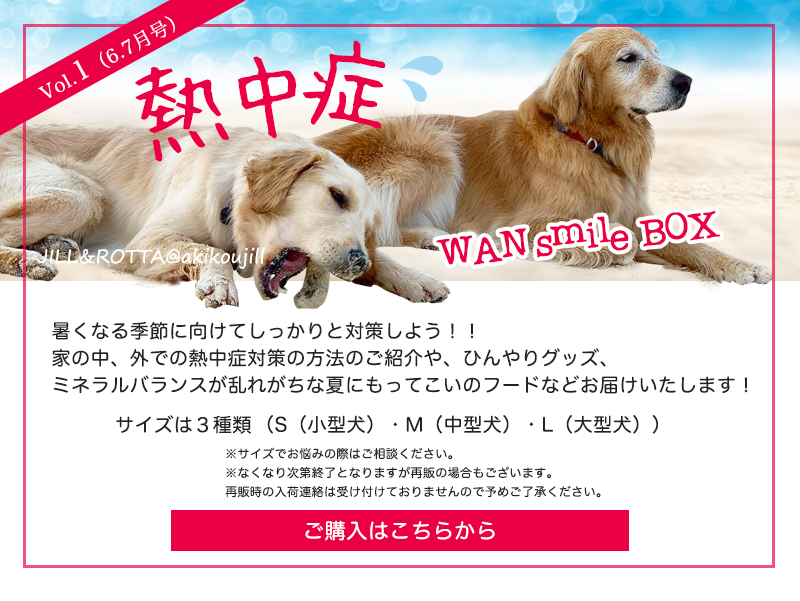 Vol.1（6.7月号）
熱中症
WAN smile BOX
JILL&ROTTA@akikoujill
暑くなる季節に向けてしっかりと対策しよう！！
家の中、外での熱中症対策の方法のご紹介や、ひんやりグッズ、
ミネラルバランスが乱れがちな夏にもってこいのフードなどお届けいたします！
サイズは３種類（S（小型犬）・M（中型犬）・L（大型犬））
※サイズでお悩みの際はご相談ください。
※なくなり次第終了となりますが再販の場合もございます。
再販時の入荷連絡は受け付けておりませんので予めご了承ください。
ご購入はこちらから